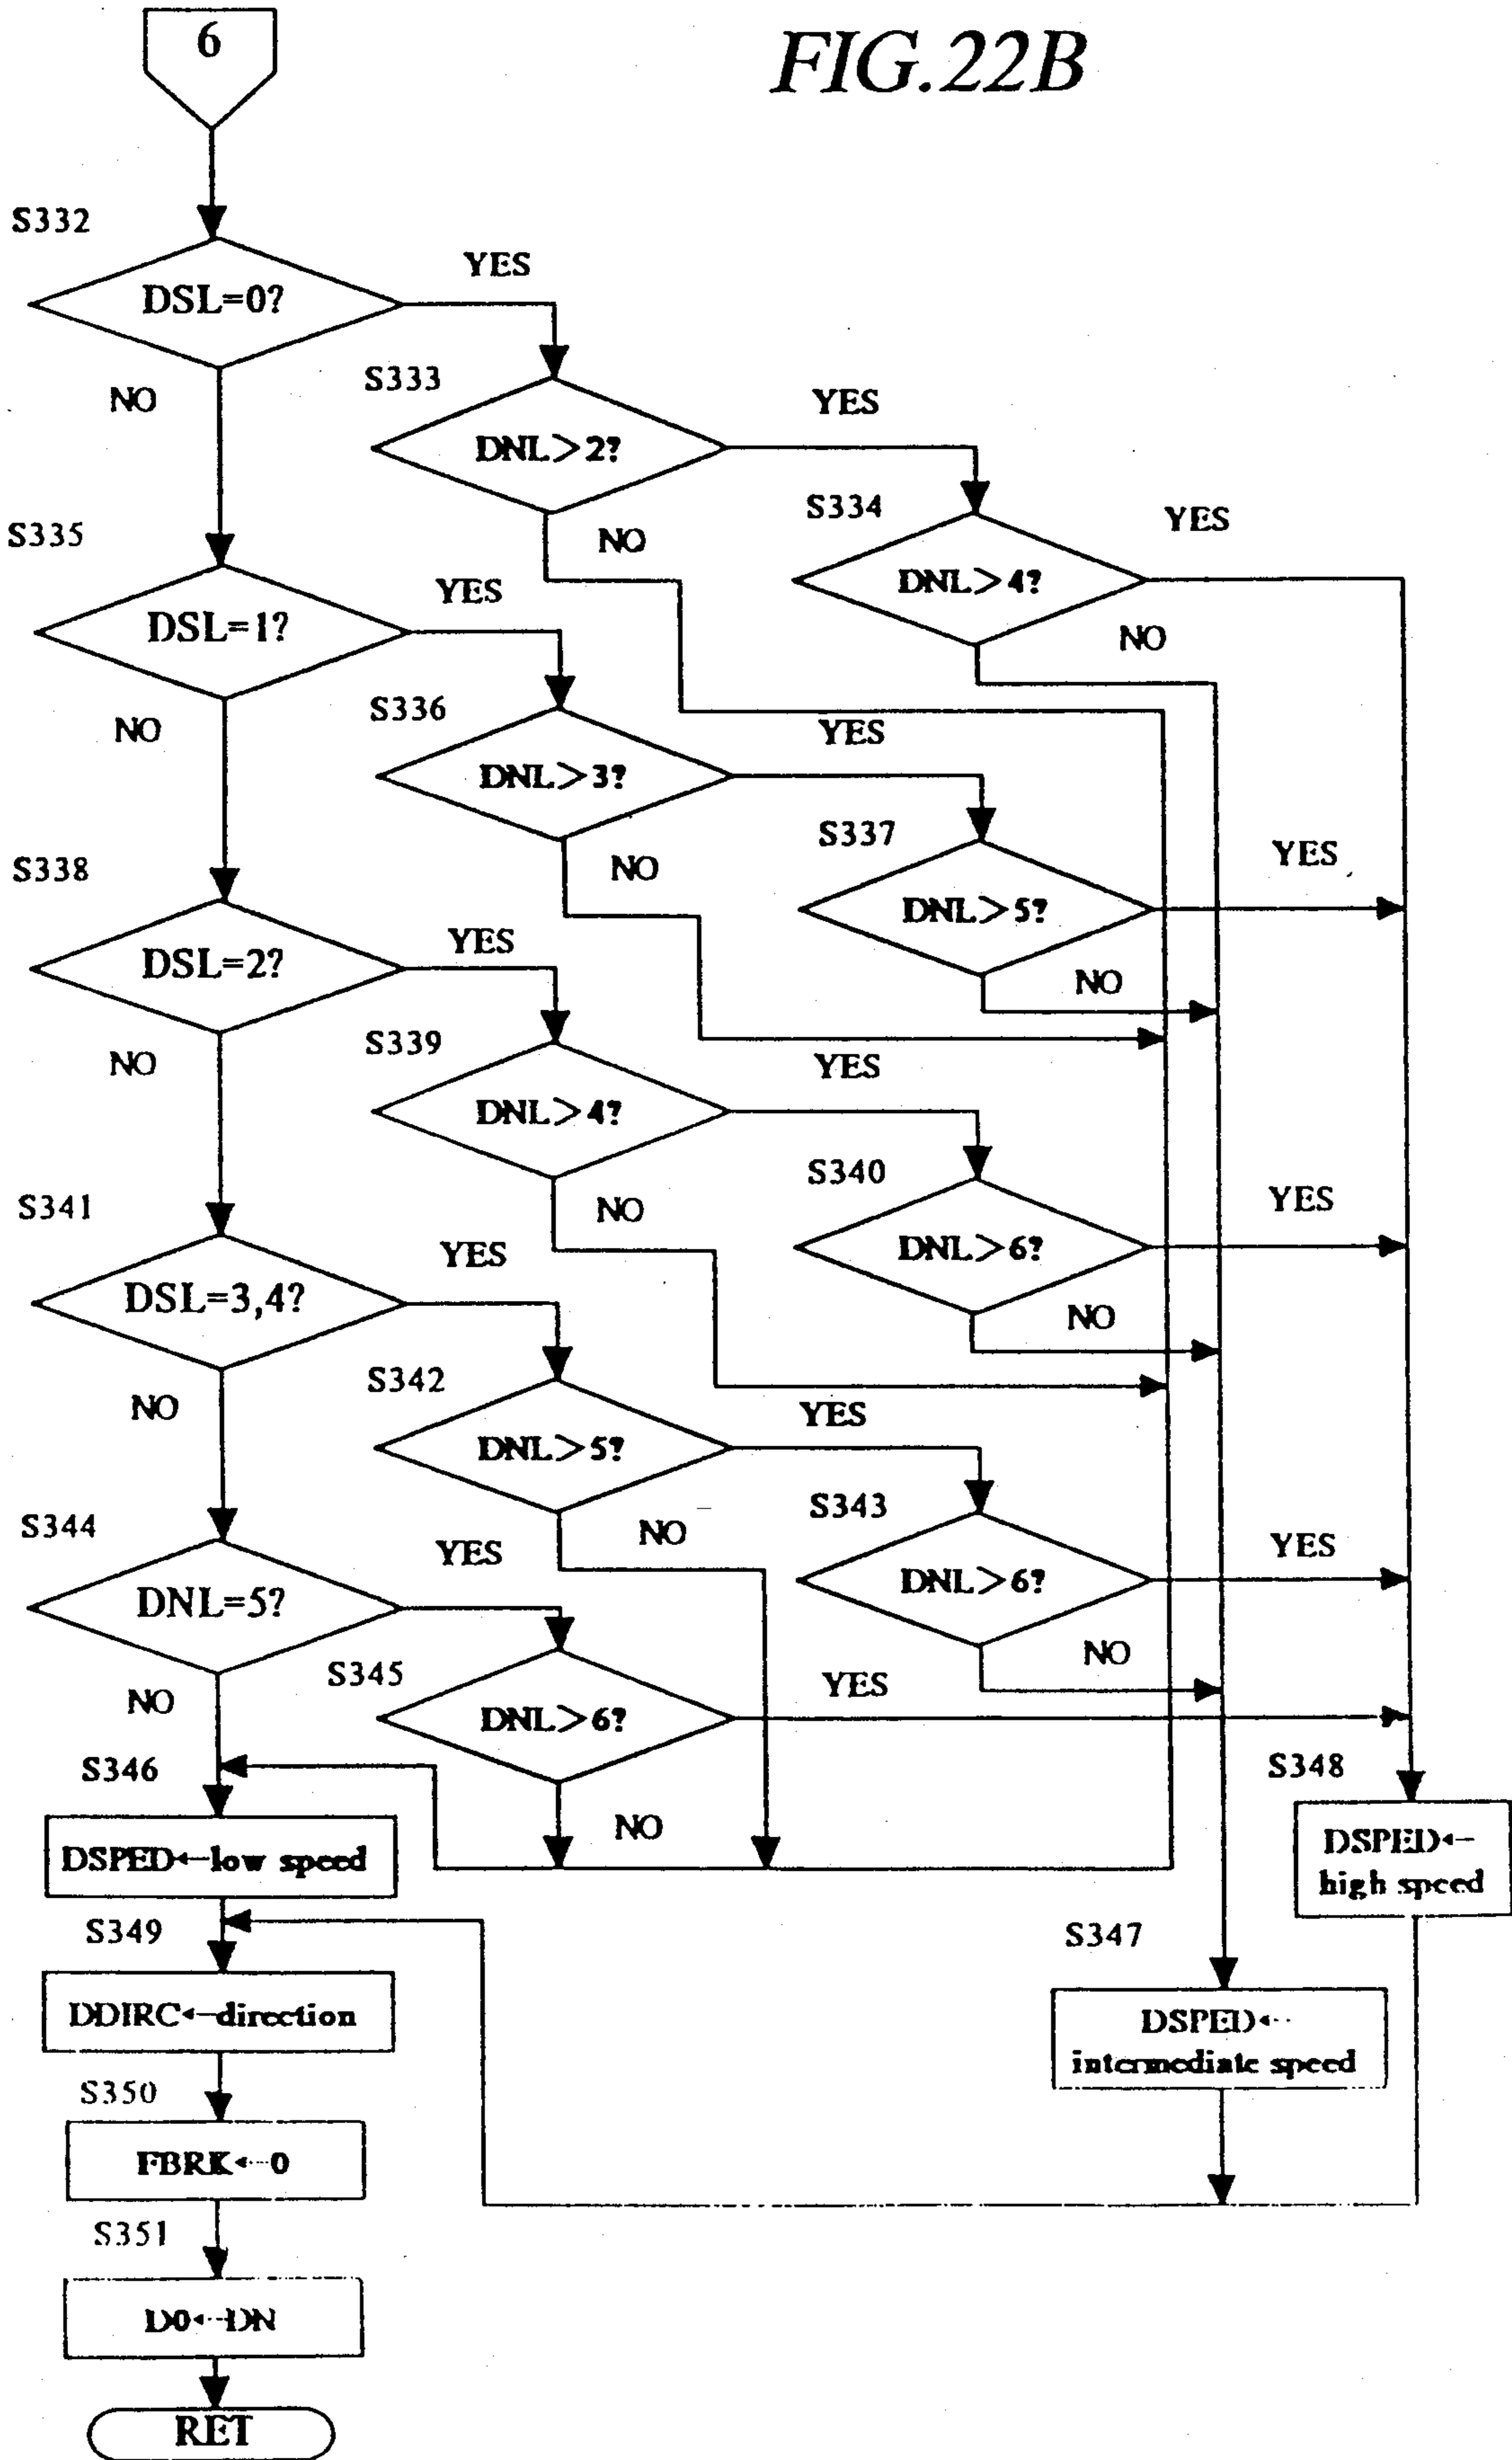 6
FIG.22B
S332
DSL=0?
YES
NO
S333
DNL>2?
YES
NO
S334
DNL>4?
YES
NO
S335
DSL=1?
YES
NO
S336
DNL>3?
YES
NO
S337
DNL>5?
YES
NO
S338
DSL=2?
YES
NO
S339
DNL>4?
YES
NO
S340
DNL>6?
YES
NO
S341
DSL=3,4?
YES
NO
S342
DNL>5?
YES
NO
S343
DNL>6?
YES
NO
S344
DNL=5?
YES
NO
S345
DNL>6?
YES
NO
S346
DSPED←low speed
S348
DSPED←
high speed
S347
DSPED←
intermediate speed
S349
DDIRC←direction
S350
FBRK←0
S351
D0←DN
RET